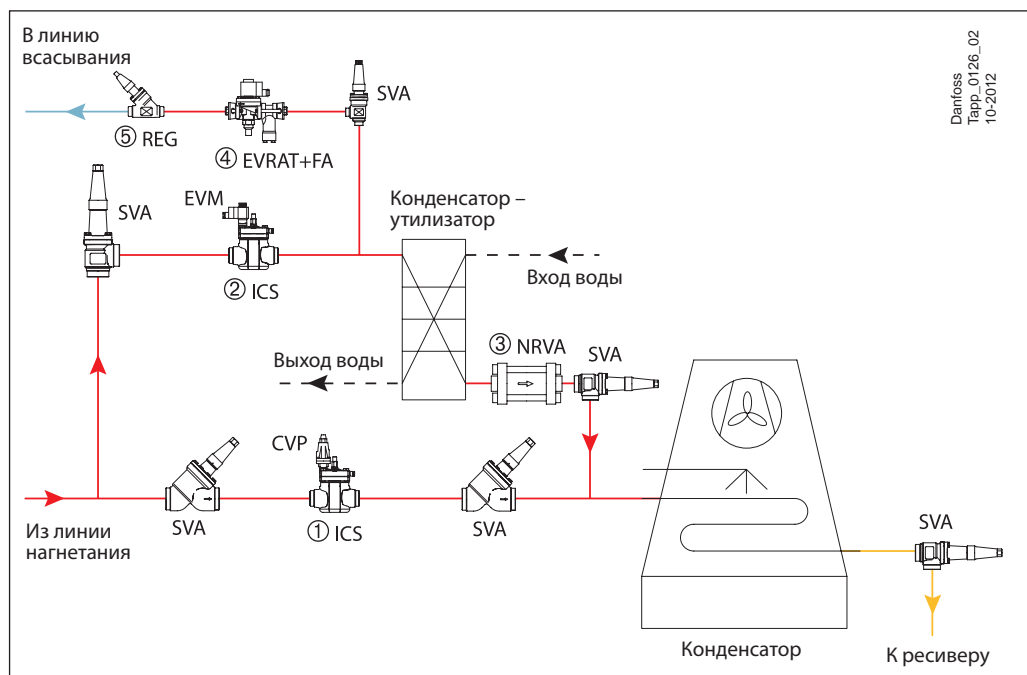 В линию
всасывания
SVA
Danfoss
Tapp_0126_02
10-2012
⑤ REG
④ EVRAT+FA
EVM
Конденсатор –
утилизатор
SVA
② ICS
Вход воды
③ NRVA
SVA
Выход воды
CVP
SVA
① ICS
SVA
Из линии
нагнетания
SVA
Конденсатор
К ресиверу